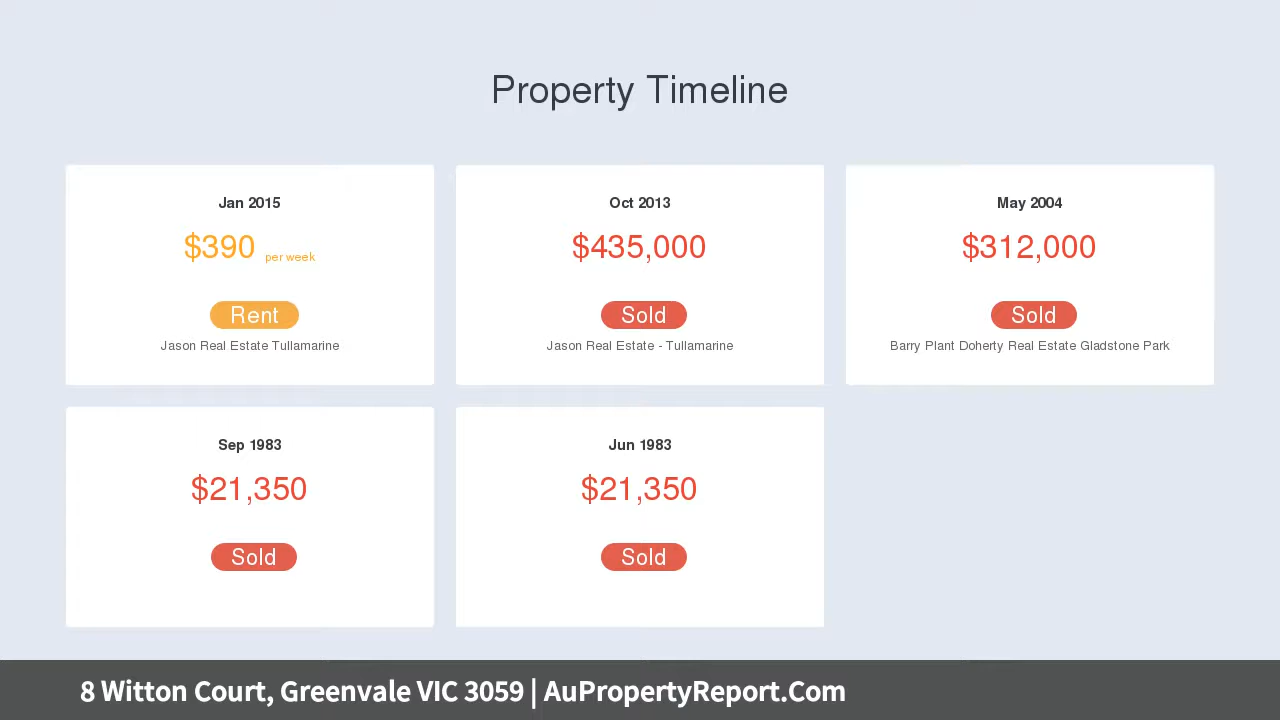 Property Timeline
Jan 2015
$390 per week
Rent
Jason Real Estate Tullamarine
Oct 2013
$435,000
Sold
Jason Real Estate - Tullamarine
May 2004
$312,000
Sold
Barry Plant Doherty Real Estate Gladstone Park
Sep 1983
$21,350
Sold
Jun 1983
$21,350
Sold
8 Witton Court, Greenvale VIC 3059 | AuPropertyReport.Com